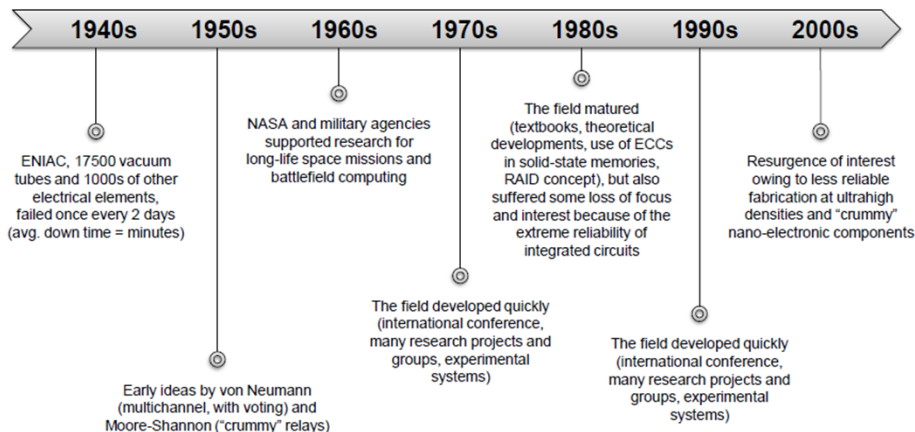 1940s 1950s 1960s 1970s 1980s 1990s 2000s
ENIAC, 17500 vacuum
tubes and 1000s of other
electrical elements,
failed once every 2 days
(avg. down time = minutes)
Early ideas by von Neumann
(multichannel, with voting) and
Moore-Shannon ("crummy" relays)
NASA and military agencies
supported research for
long-life space missions and
battlefield computing
The field developed quickly
(international conference,
many research projects and
groups, experimental
systems)
The field matured
(textbooks, theoretical
developments, use of ECCs
in solid-state memories,
RAID concept), but also
suffered some loss of focus
and interest because of the
extreme reliability of
integrated circuits
The field developed quickly
(international conference,
many research projects and
groups, experimental
systems)
Resurgence of interest
owing to less reliable
fabrication at ultrahigh
densities and “crummy”
nano-electronic components